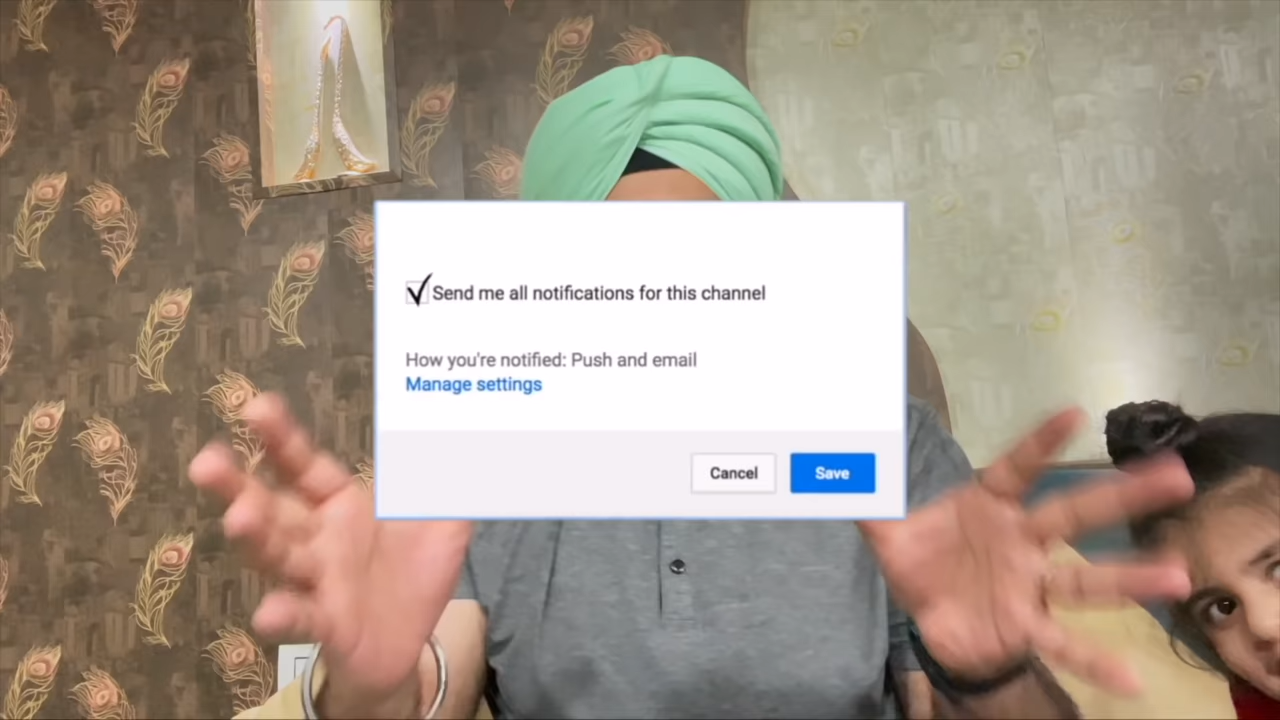 Send me all notifications for this channel
How you're notified: Push and email
Manage settings
Cancel
Save